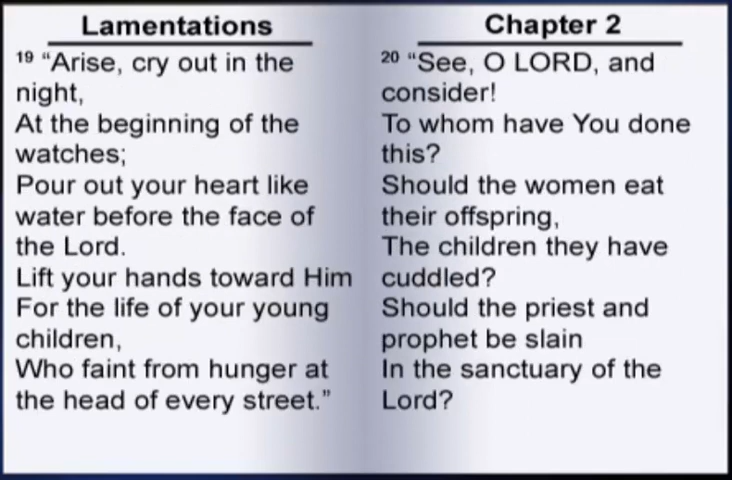 Lamentations
19 “Arise, cry out in the
night,
At the beginning of the
watches;
Pour out your heart like
water before the face of
the Lord.
Lift your hands toward Him
For the life of your young
children,
Who faint from hunger at
the head of every street.”
Chapter 2
20 “See, O LORD, and
consider!
To whom have You done
this?
Should the women eat
their offspring,
The children they have
cuddled?
Should the priest and
prophet be slain
In the sanctuary of the
Lord?